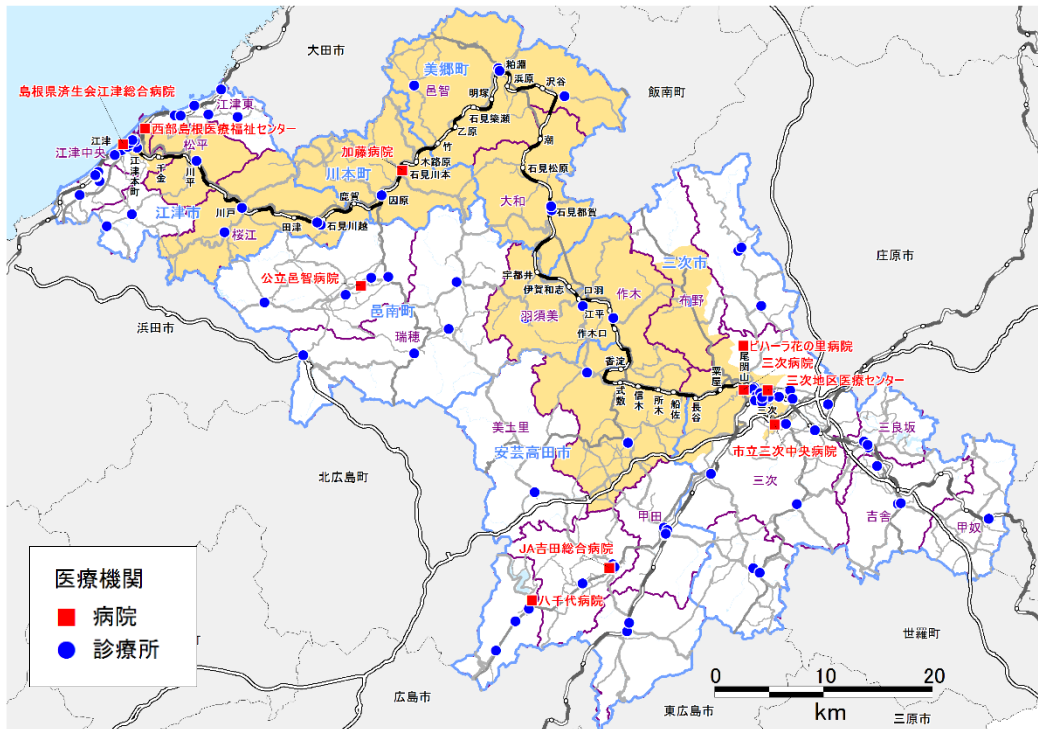 大田市
美郷町
柏淵
浜原
沢谷
飯南町
邑智
明塚
島根県済生会江津総合病院
江津東
石見簗瀬
西部島根医療福祉センター
乙原
竹
潮
江津
松平
加藤病院
木路原
石見川本
石見松原
江津中央
江津本町
千金
川平
川本町
鹿賀
因原
大和
石見都賀
江津市
川戸
田津
石見川越
桜江
庄原市
三次市
公立邑智病院
宇都井
伊賀和志
口羽
作木
布野
邑南町
羽須美
江平
浜田市
瑞穂
作木口
ビハーラ花の里病院
尾関山
三次病院
香淀
粟屋
三次地区医療センター
式敷
信木
所木
船佐
長谷
三次
美土里
三良坂
安芸高田市
市立三次中央病院
北広島町
三次
甲田
吉舎
甲奴
JA吉田総合病院
医療機関
八千代病院
病院
診療所
世羅町
0 10 20
km
広島市
東広島市
三原市